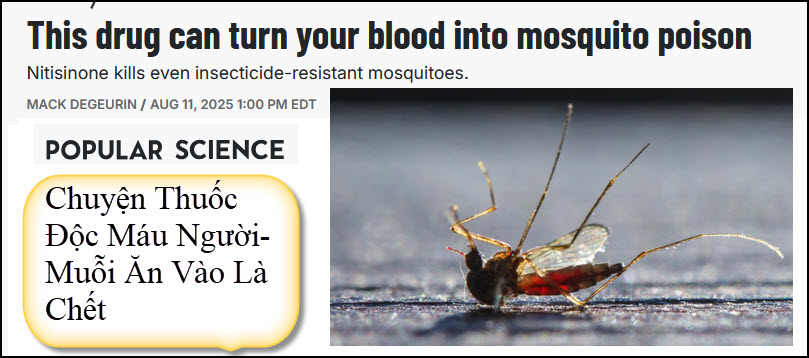 This drug can turn your blood into mosquito poison
Nitisinone kills even insecticide-resistant mosquitoes.
MACK DEGEURIN / AUG 11, 2025 1:00 PM EDT
POPULAR SCIENCE
Chuyện Thuốc
Độc Máu Người-
Muỗi Ăn Vào Là
Chết